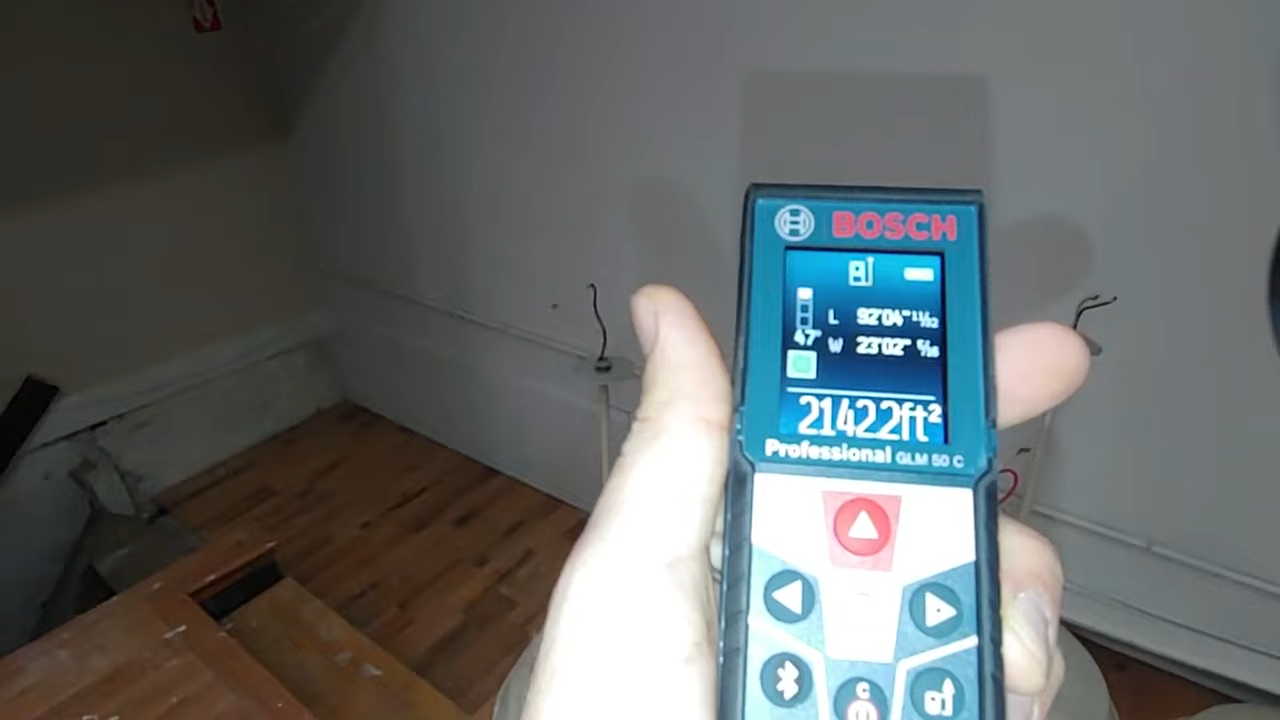 BOSCH
L 92'04" 11/32
47° W 23'02" 5/16
21422ft²
Professional GLM 50 C
C